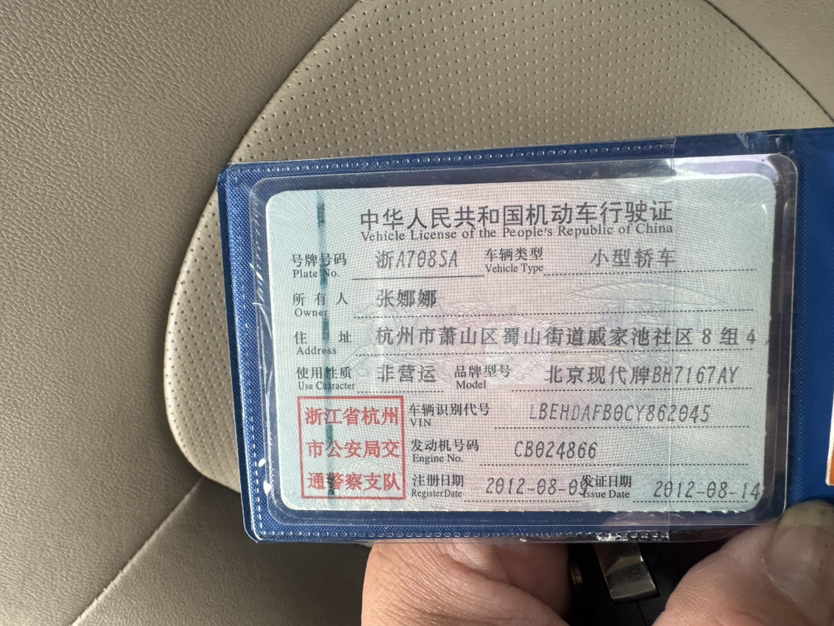 中华人民共和国机动车行驶证
Vehicle License of the People's Republic of China
号牌号码 浙A708SA 车辆类型 小型轿车
Plate No. Vehicle Type
所有人 张娜娜
Owner
住址 杭州市萧山区蜀山街道戚家池社区8组4
Address
使用性质 非营运 品牌型号 北京现代牌BH7167AY
Use Character Model
浙江省杭州 车辆识别代号 LBEHDAFB0CY862045
VIN
市公安局交 发动机号码 CB024866
Engine No.
通警察支队 注册日期 2012-08-09 发证日期 2012-08-14
Register Date Issue Date